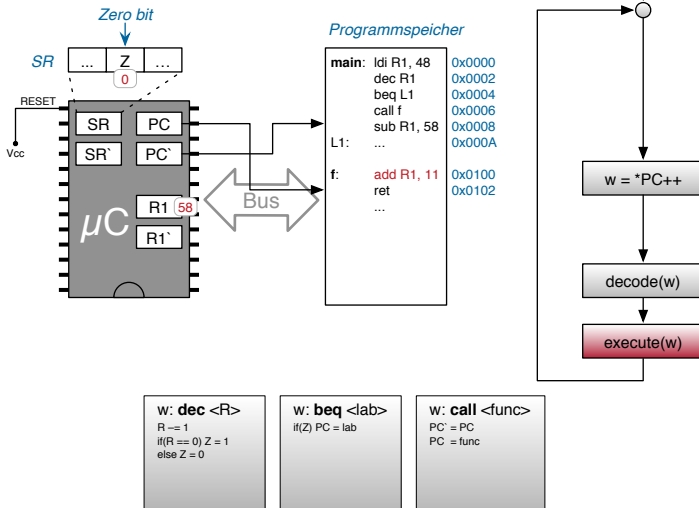 Zero bit
Programmspeicher
SR
... Z ...
0
RESET
Vcc
SR PC
SR` PC`
R1 58
R1`
µC
Bus
main: ldi R1, 48 0x0000
dec R1 0x0002
beq L1 0x0004
call f 0x0006
sub R1, 58 0x0008
L1: ... 0x000A
f: add R1, 11 0x0100
ret 0x0102
...
w = *PC++
decode(w)
execute(w)
w: dec <R>
R -= 1
if(R == 0) Z = 1
else Z = 0
w: beq <lab>
if(Z) PC = lab
w: call <func>
PC` = PC
PC = func